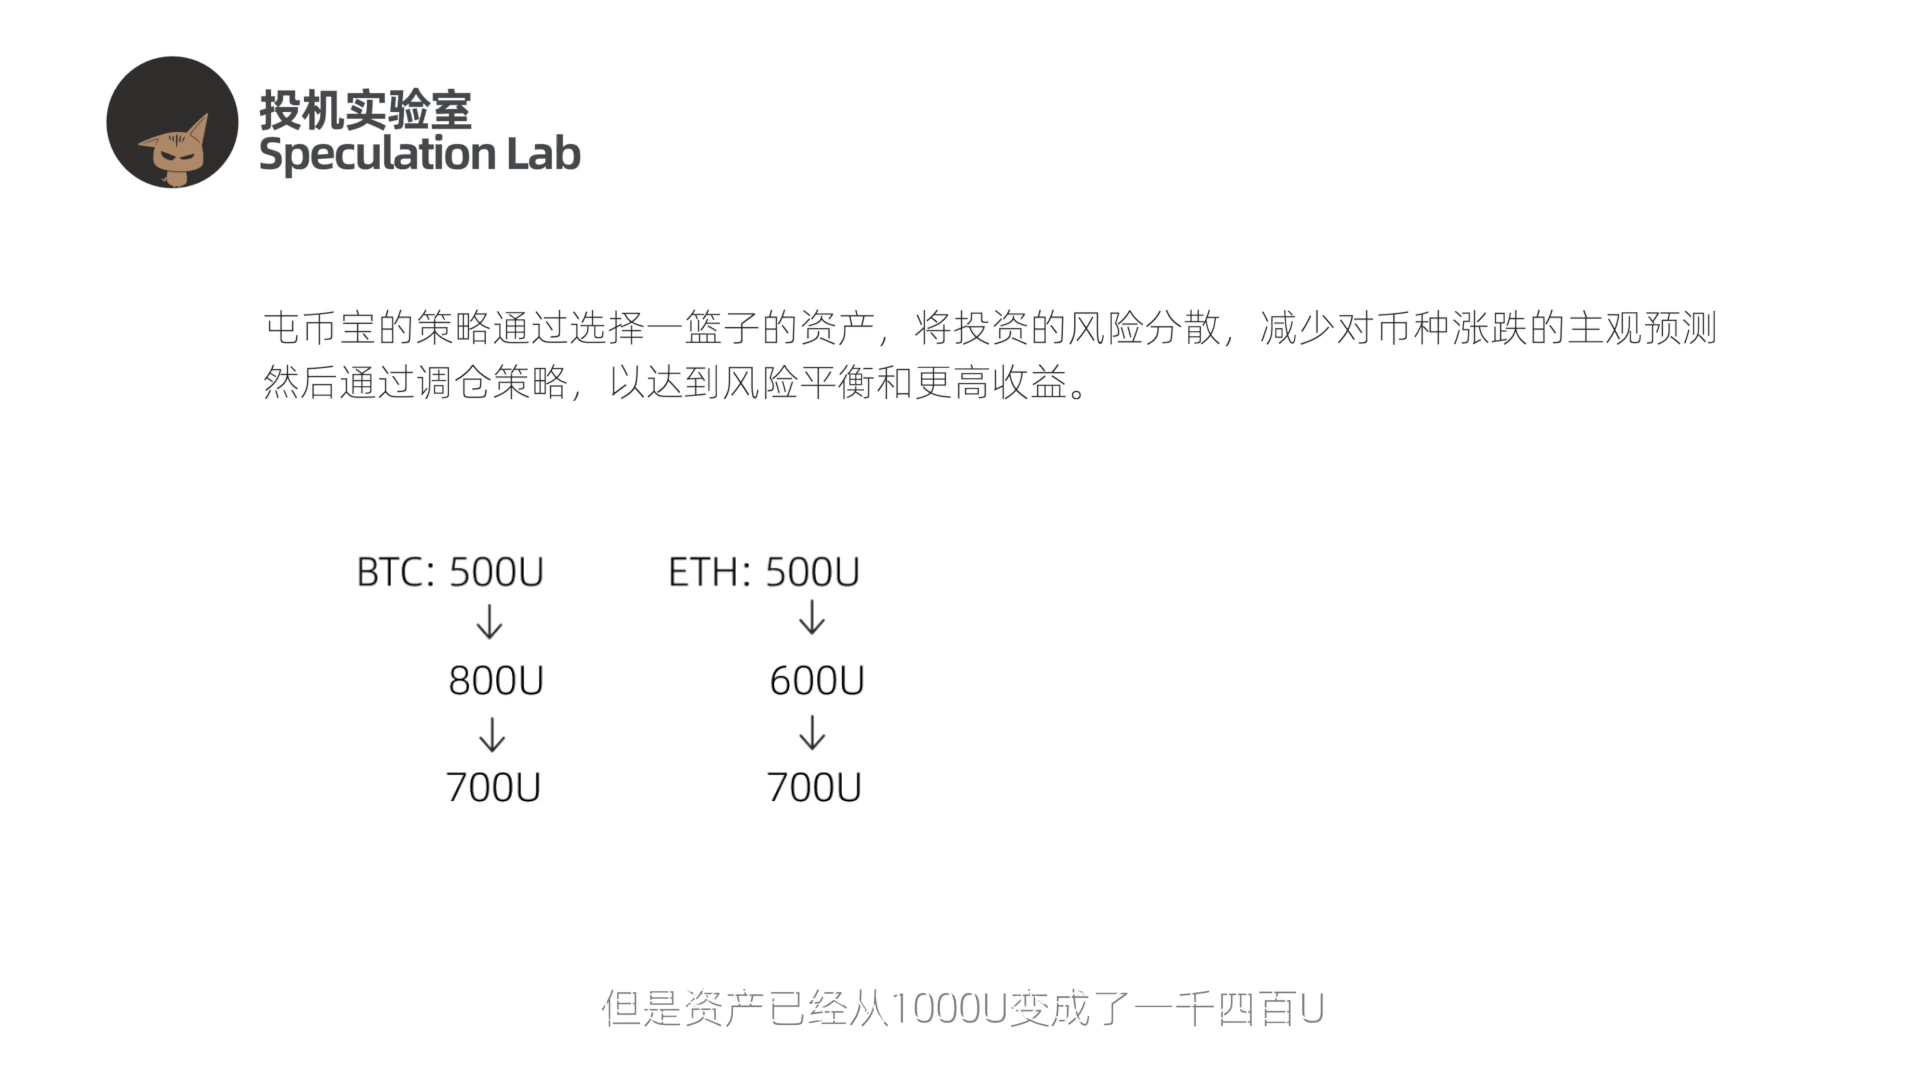 投机实验室
Speculation Lab
屯币宝的策略通过选择一篮子的资产，将投资的风险分散，减少对币种涨跌的主观预测
然后通过调仓策略，以达到风险平衡和更高收益。
BTC: 500U ETH: 500U
↓ ↓
800U 600U
↓ ↓
700U 700U
但是资产已经从1000U变成了一千四百U